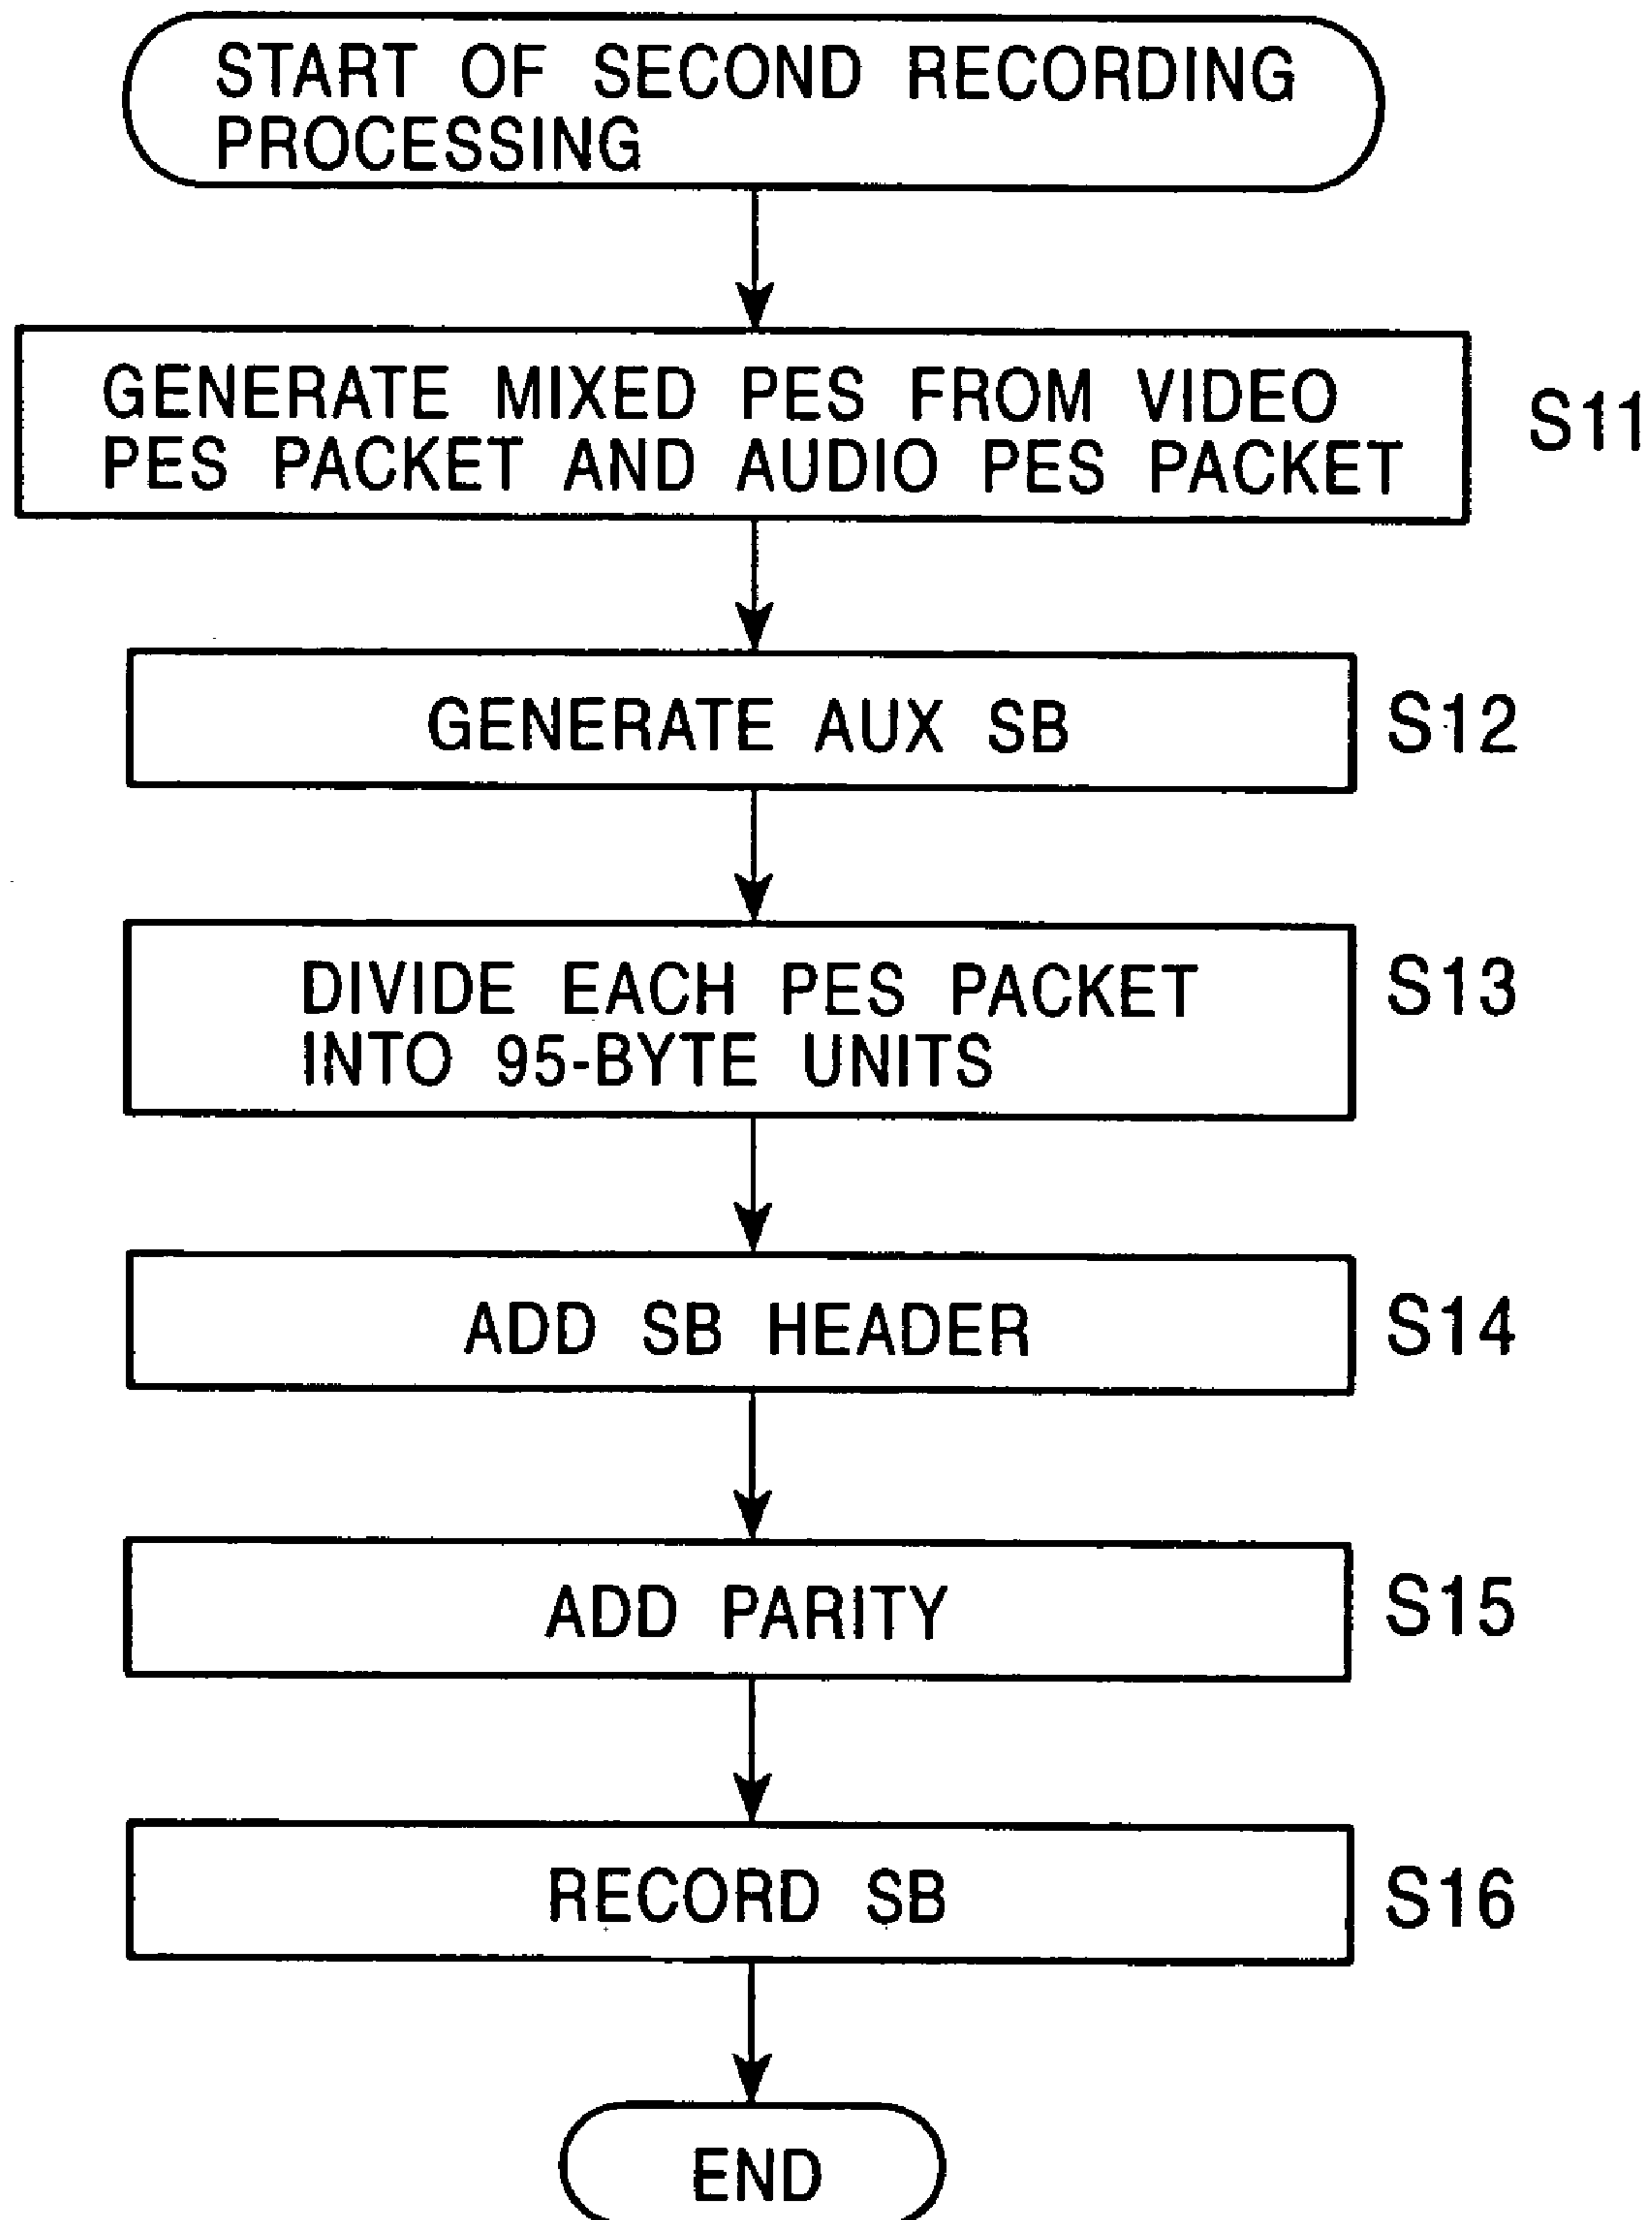 START OF SECOND RECORDING
PROCESSING
GENERATE MIXED PES FROM VIDEO
PES PACKET AND AUDIO PES PACKET
S11
GENERATE AUX SB
S12
DIVIDE EACH PES PACKET
INTO 95-BYTE UNITS
S13
ADD SB HEADER
S14
ADD PARITY
S15
RECORD SB
S16
END